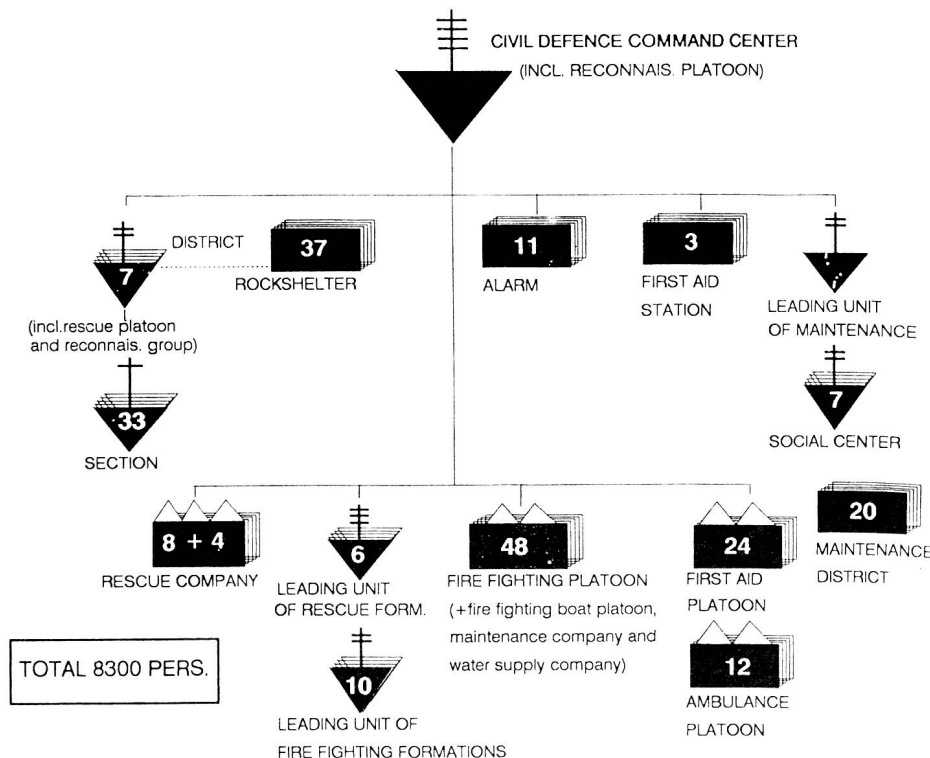 CIVIL DEFENCE COMMAND CENTER
(INCL. RECONNAIS. PLATOON)
7
DISTRICT
37
ROCKSHELTER
11
ALARM
3
FIRST AID
STATION
LEADING UNIT
OF MAINTENANCE
(incl.rescue platoon
and reconnais. group)
33
SECTION
7
SOCIAL CENTER
8 + 4
RESCUE COMPANY
6
LEADING UNIT
OF RESCUE FORM.
48
FIRE FIGHTING PLATOON
(+fire fighting boat platoon,
maintenance company and
water supply company)
24
FIRST AID
PLATOON
20
MAINTENANCE
DISTRICT
TOTAL 8300 PERS.
10
LEADING UNIT OF
FIRE FIGHTING FORMATIONS
12
AMBULANCE
PLATOON